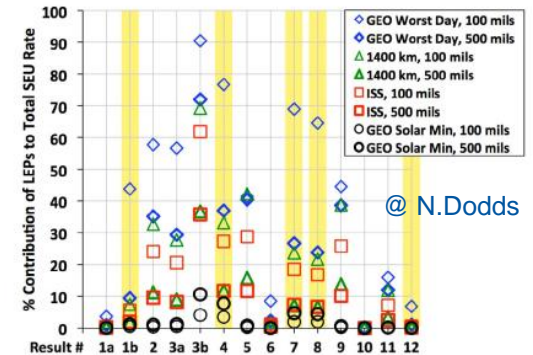 % Contribution of LEPs to Total SEU Rate
100
90
80
70
60
50
40
30
20
10
0
GEO Worst Day, 100 mils
GEO Worst Day, 500 mils
1400 km, 100 mils
1400 km, 500 mils
ISS, 100 mils
ISS, 500 mils
GEO Solar Min, 100 mils
GEO Solar Min, 500 mils
@ N.Dodds
Result # 1a 1b 2 3a 3b 4 5 6 7 8 9 10 11 12